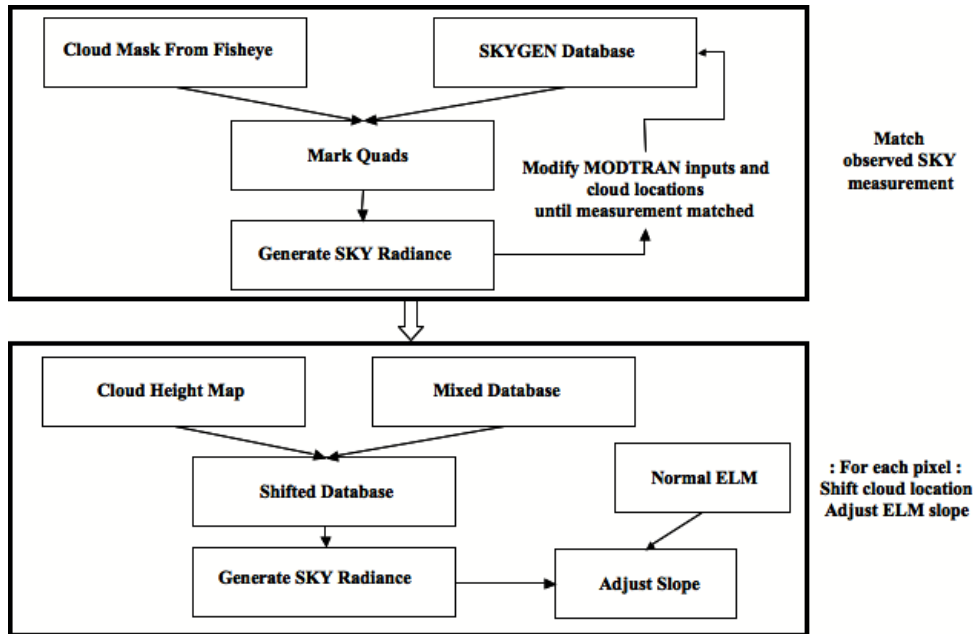 Cloud Mask From Fisheye
SKYGEN Database
Mark Quads
Modify MODTRAN inputs and
cloud locations
until measurement matched
Generate SKY Radiance
Match
observed SKY
measurement
Cloud Height Map
Mixed Database
Shifted Database
Normal ELM
: For each pixel :
Shift cloud location
Adjust ELM slope
Generate SKY Radiance
Adjust Slope